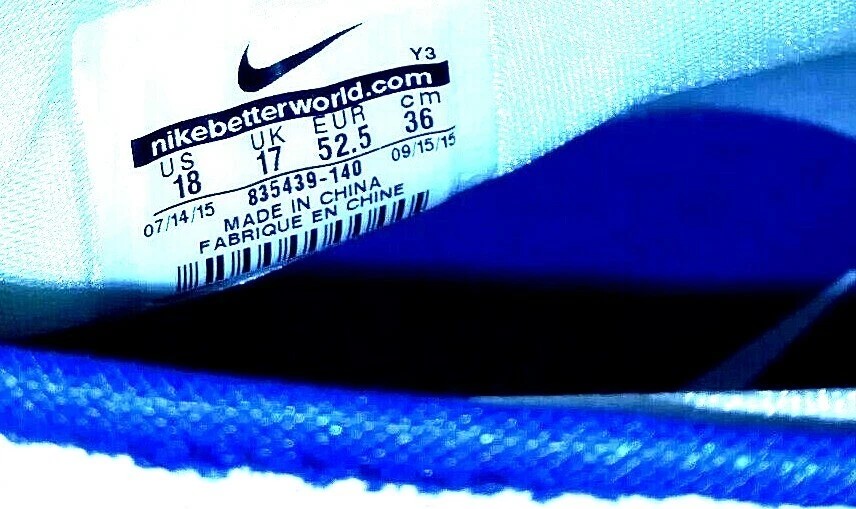 Y3
nikebetterworld.com
US UK EUR cm
18 17 52.5 36
07/14/15 835439-140 09/15/15
MADE IN CHINA
FABRIQUE EN CHINE